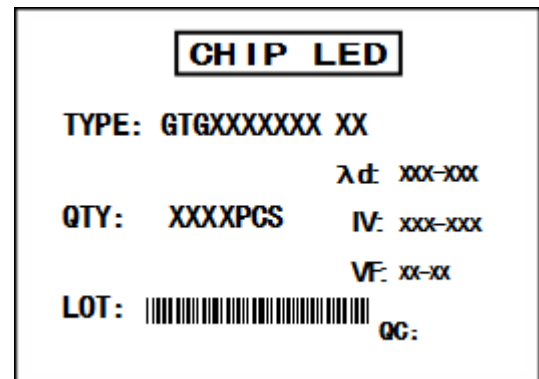 CHIP LED
TYPE: GTGXXXXXXX XX
λd: XXX-XXX
QTY: XXXXPCS IV: XXX-XXX
VF: XX-XX
LOT:
QC: